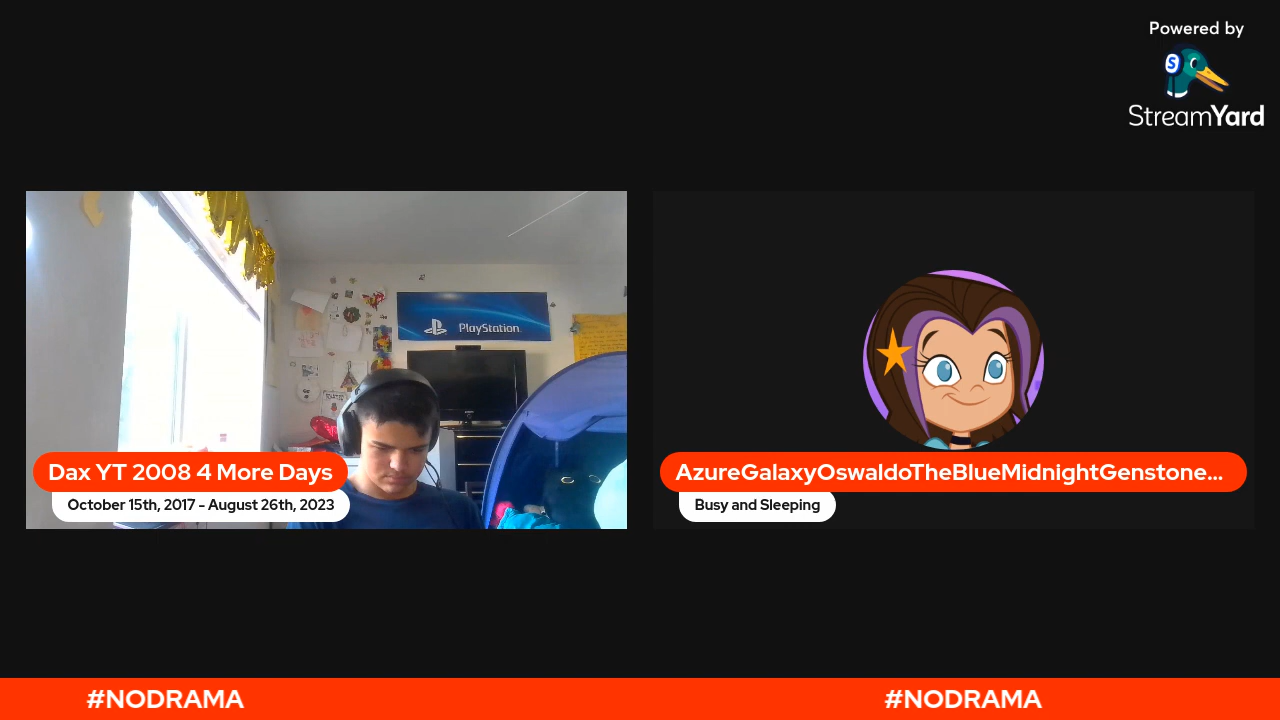 Powered by
S
StreamYard
PlayStation
Dax YT 2008 4 More Days
October 15th, 2017 - August 26th, 2023
AzureGalaxyOswaldoTheBlueMidnightGenstone...
Busy and Sleeping
#NODRAMA
#NODRAMA